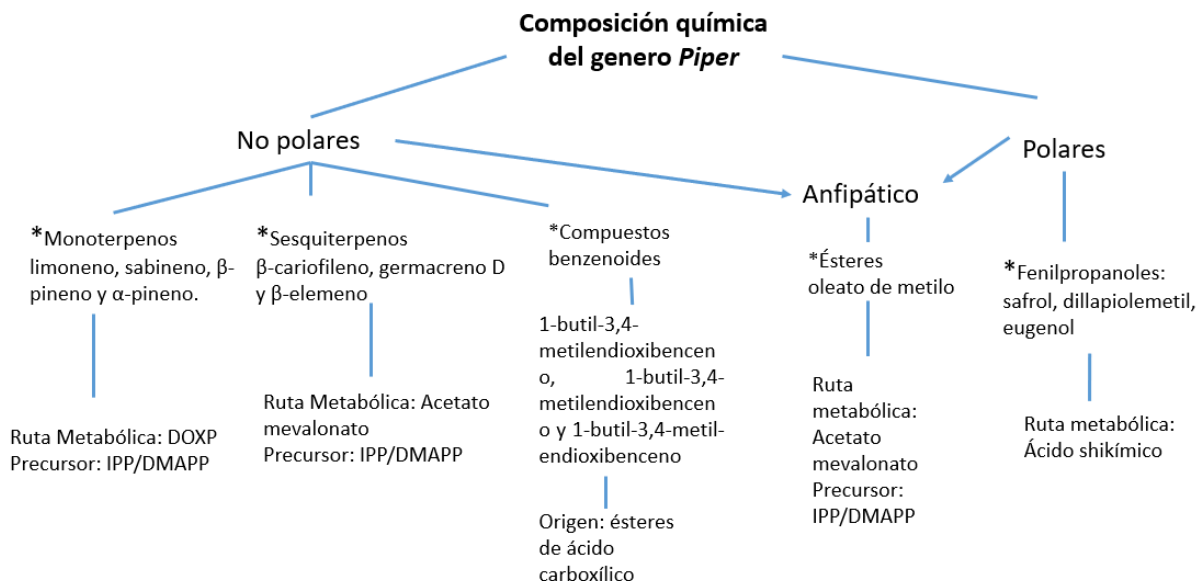 Composición química
del genero Piper
No polares
Polares
Anfipático
*Monoterpenos
limoneno, sabineno, β-
pineno y α-pineno.
Ruta Metabólica: DOXP
Precursor: IPP/DMAPP
*Sesquiterpenos
β-cariofileno, germacreno D
y β-elemeno
Ruta Metabólica: Acetato
mevalonato
Precursor: IPP/DMAPP
*Compuestos
benzenoides
1-butil-3,4-
metilendioxibencen
o, 1-butil-3,4-
metilendioxibencen
o y 1-butil-3,4-metil-
endioxibenceno
Origen: ésteres
de ácido
carboxílico
*Ésteres
oleato de metilo
Ruta
metabólica:
Acetato
mevalonato
Precursor:
IPP/DMAPP
*Fenilpropanoles:
safrol, dillapiolemetil,
eugenol
Ruta metabólica:
Ácido shikímico